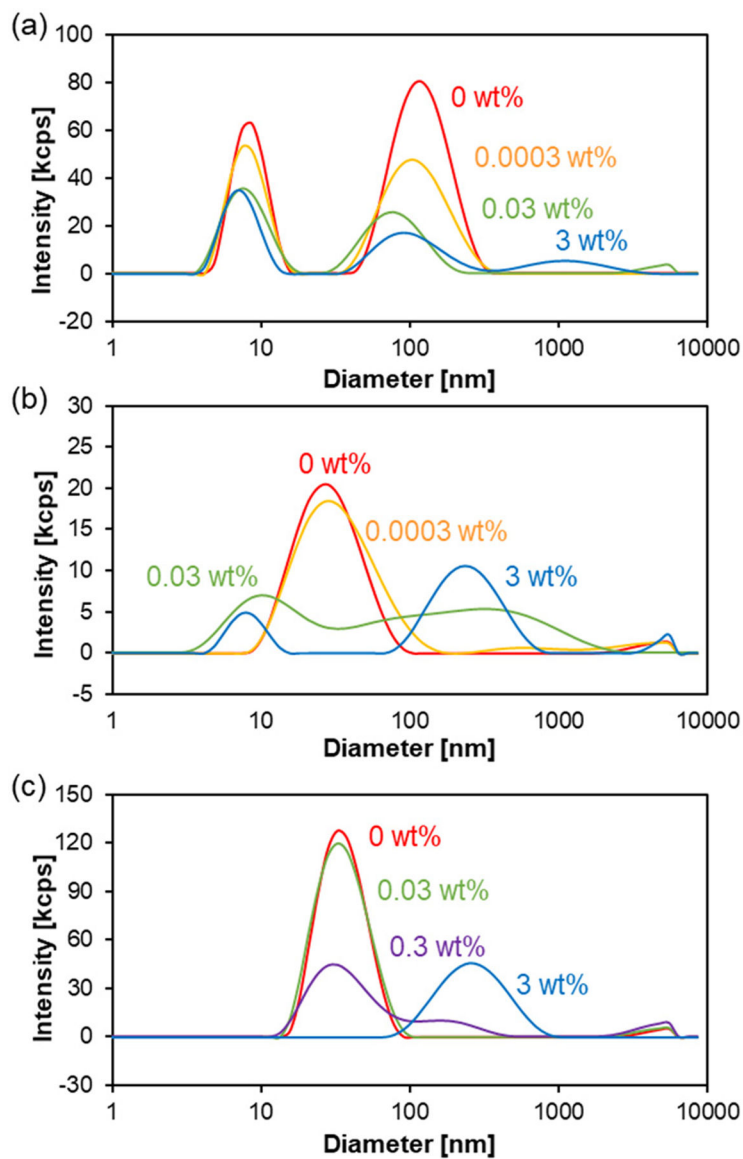 (a)
100
80
60
40
20
0
-20
Intensity [kcps]
0 wt%
0.0003 wt%
0.03 wt%
3 wt%
1 10 100 1000 10000
Diameter [nm]
(b)
30
25
20
15
10
5
0
-5
Intensity [kcps]
0 wt%
0.0003 wt%
0.03 wt%
3 wt%
1 10 100 1000 10000
Diameter [nm]
(c)
150
120
90
60
30
0
-30
Intensity [kcps]
0 wt%
0.03 wt%
0.3 wt%
3 wt%
1 10 100 1000 10000
Diameter [nm]